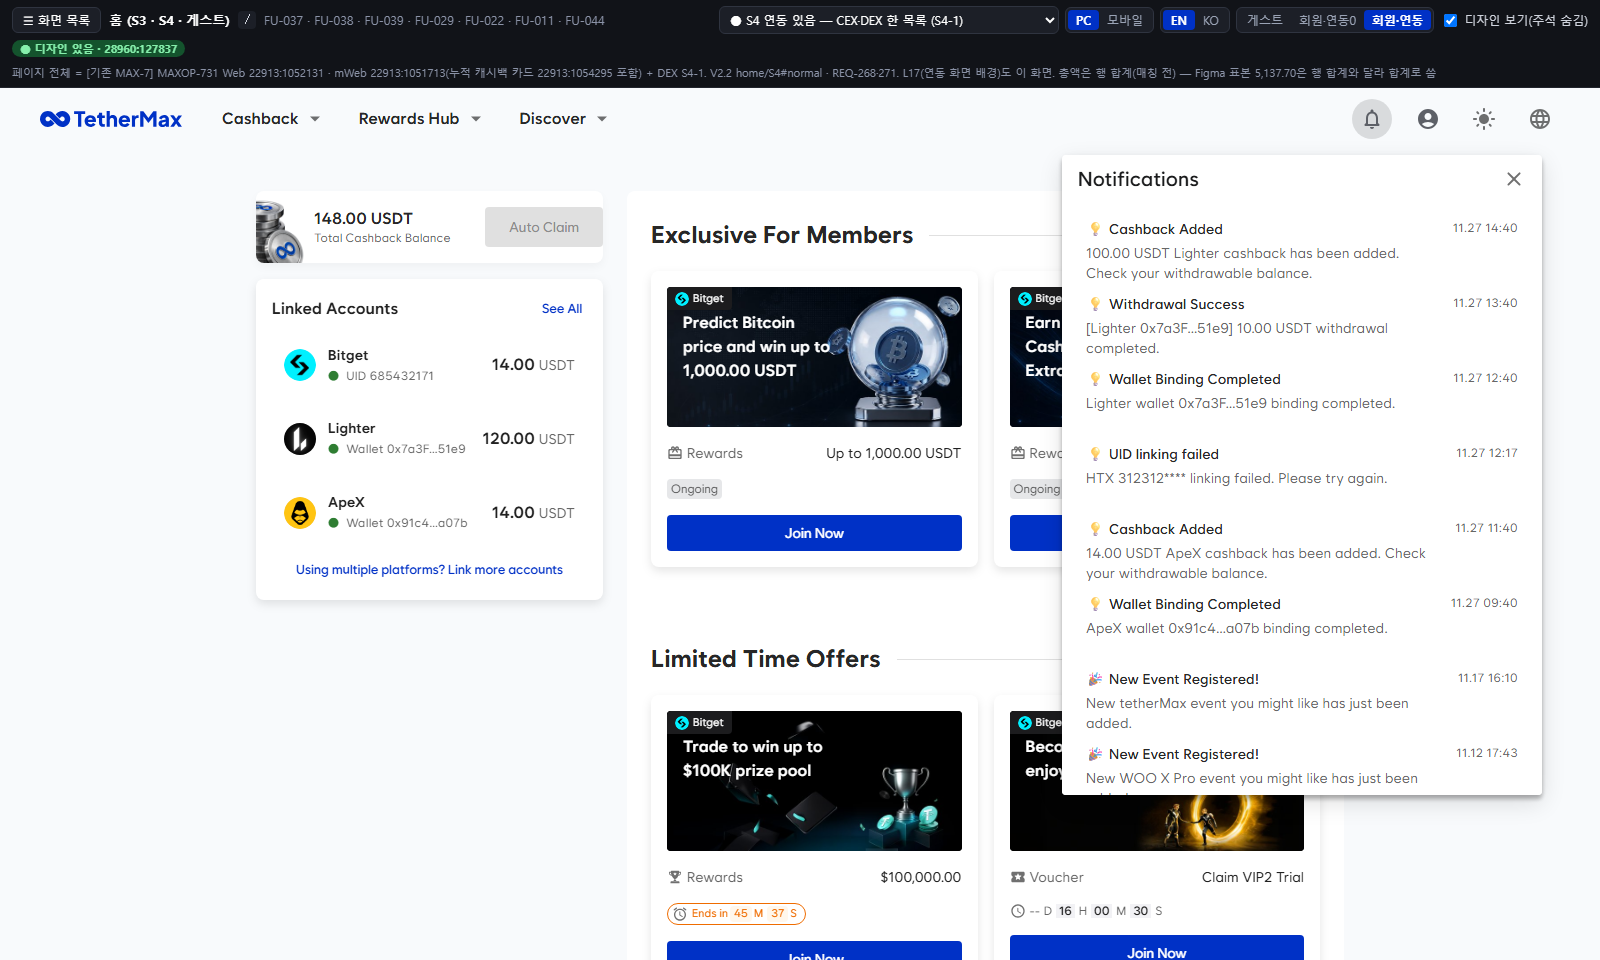 ☰ 화면 목록
홈 (S3 · S4 · 게스트)
/
FU-037 · FU-038 · FU-039 · FU-029 · FU-022 · FU-011 · FU-044
● S4 연동 있음 — CEX·DEX 한 목록 (S4-1)
PC 모바일
EN KO
게스트 회원·연동0 회원·연동
디자인 보기(주석 숨김)
● 디자인 있음 · 28960:127837
페이지 전체 = [기존 MAX-7] MAXOP-731 Web 22913:1052131 · mWeb 22913:1051713(누적 캐시백 카드 22913:1054295 포함) + DEX S4-1. V2.2 home/S4#normal · REQ-268·271. L17(연동 화면 배경)도 이 화면. 총액은 행 합계(매칭 전) — Figma 표본 5,137.70은 행 합계와 달라 합계로 씀
TetherMax
Cashback
Rewards Hub
Discover
148.00 USDT
Total Cashback Balance
Auto Claim
Linked Accounts
See All
Bitget
UID 685432171
14.00 USDT
Lighter
Wallet 0x7a3F...51e9
120.00 USDT
ApeX
Wallet 0x91c4...a07b
14.00 USDT
Using multiple platforms? Link more accounts
Exclusive For Members
Bitget
Predict Bitcoin
price and win up to
1,000.00 USDT
Rewards
Up to 1,000.00 USDT
Ongoing
Join Now
Bitge
Earn
Cash
Extra
Rewa
Ongoing
Limited Time Offers
Bitget
Trade to win up to
$100K prize pool
Rewards
$100,000.00
Ends in 45 M 37 S
Join Now
Bitge
Beco
enjoy
Voucher
Claim VIP2 Trial
-- D 16 H 00 M 30 S
Join Now
Notifications
Cashback Added
11.27 14:40
100.00 USDT Lighter cashback has been added.
Check your withdrawable balance.
Withdrawal Success
11.27 13:40
[Lighter 0x7a3F...51e9] 10.00 USDT withdrawal
completed.
Wallet Binding Completed
11.27 12:40
Lighter wallet 0x7a3F...51e9 binding completed.
UID linking failed
11.27 12:17
HTX 312312**** linking failed. Please try again.
Cashback Added
11.27 11:40
14.00 USDT ApeX cashback has been added. Check
your withdrawable balance.
Wallet Binding Completed
11.27 09:40
ApeX wallet 0x91c4...a07b binding completed.
New Event Registered!
11.17 16:10
New tetherMax event you might like has just been
added.
New Event Registered!
11.12 17:43
New WOO X Pro event you might like has just been